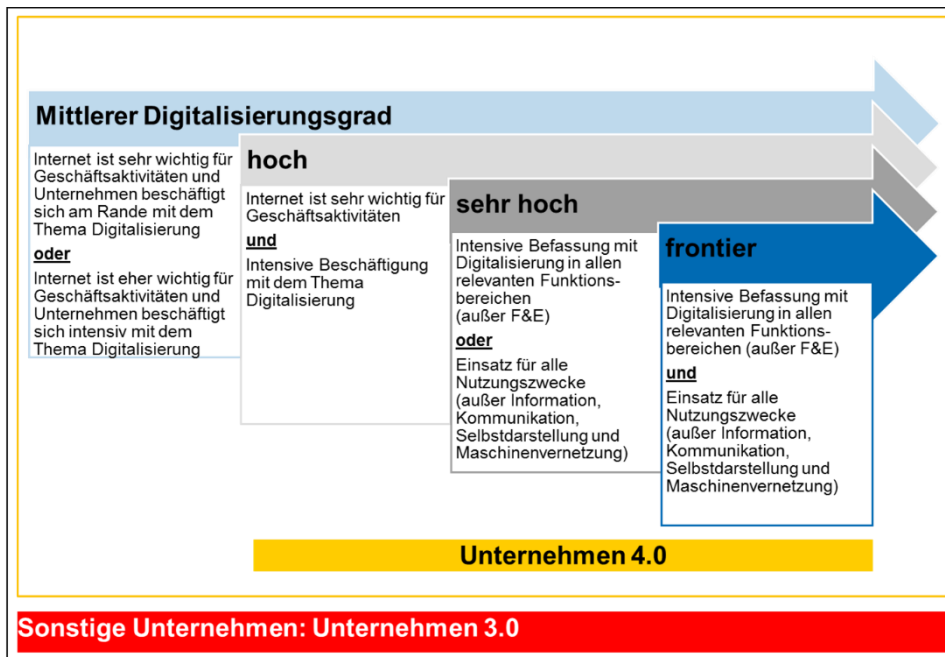 Mittlerer Digitalisierungsgrad
Internet ist sehr wichtig für
Geschäftsaktivitäten und
Unternehmen beschäftigt
sich am Rande mit dem
Thema Digitalisierung
oder
Internet ist eher wichtig für
Geschäftsaktivitäten und
Unternehmen beschäftigt
sich intensiv mit dem
Thema Digitalisierung
hoch
Internet ist sehr wichtig für
Geschäftsaktivitäten
und
Intensive Beschäftigung
mit dem Thema
Digitalisierung
sehr hoch
Intensive Befassung mit
Digitalisierung in allen
relevanten Funktions-
bereichen
(außer F&E)
oder
Einsatz für alle
Nutzungszwecke
(außer Information,
Kommunikation,
Selbstdarstellung und
Maschinenvernetzung)
frontier
Intensive Befassung mit
Digitalisierung in allen
relevanten Funktions-
bereichen (außer F&E)
und
Einsatz für alle
Nutzungszwecke
(außer Information,
Kommunikation,
Selbstdarstellung und
Maschinenvernetzung)
Unternehmen 4.0
Sonstige Unternehmen: Unternehmen 3.0